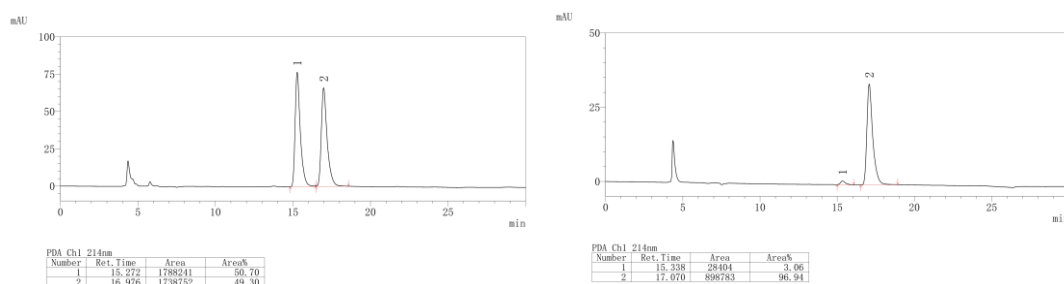 mAU
100
75
50
25
0
1
2
0
5
10
15
20
25
min
PDA Ch1 214nm
Number Ret. Time Area Area%
1 15.272 1788241 50.70
2 16.976 1738752 49.30
mAU
50
25
0
1
2
0
5
10
15
20
25
min
PDA Ch1 214nm
Number Ret. Time Area Area%
1 15.338 28404 3.06
2 17.070 898783 96.94